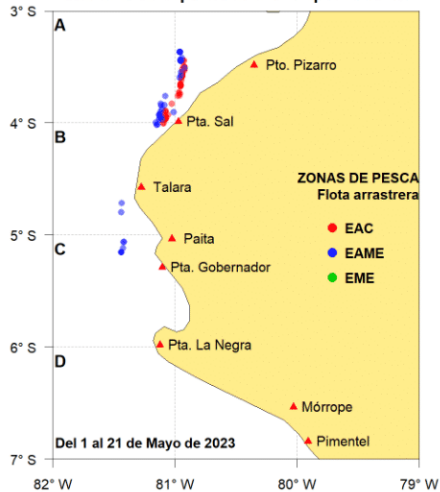 3° S
A
Pto. Pizarro
4° S
Pta. Sal
B
ZONAS DE PESCA
Flota arrastrera
Talara
EAC
5° S
Paita
EAME
C
Pta. Gobernador
EME
6° S
Pta. La Negra
D
Mórrope
Del 1 al 21 de Mayo de 2023
Pimentel
7° S
82° W
81° W
80° W
79° W